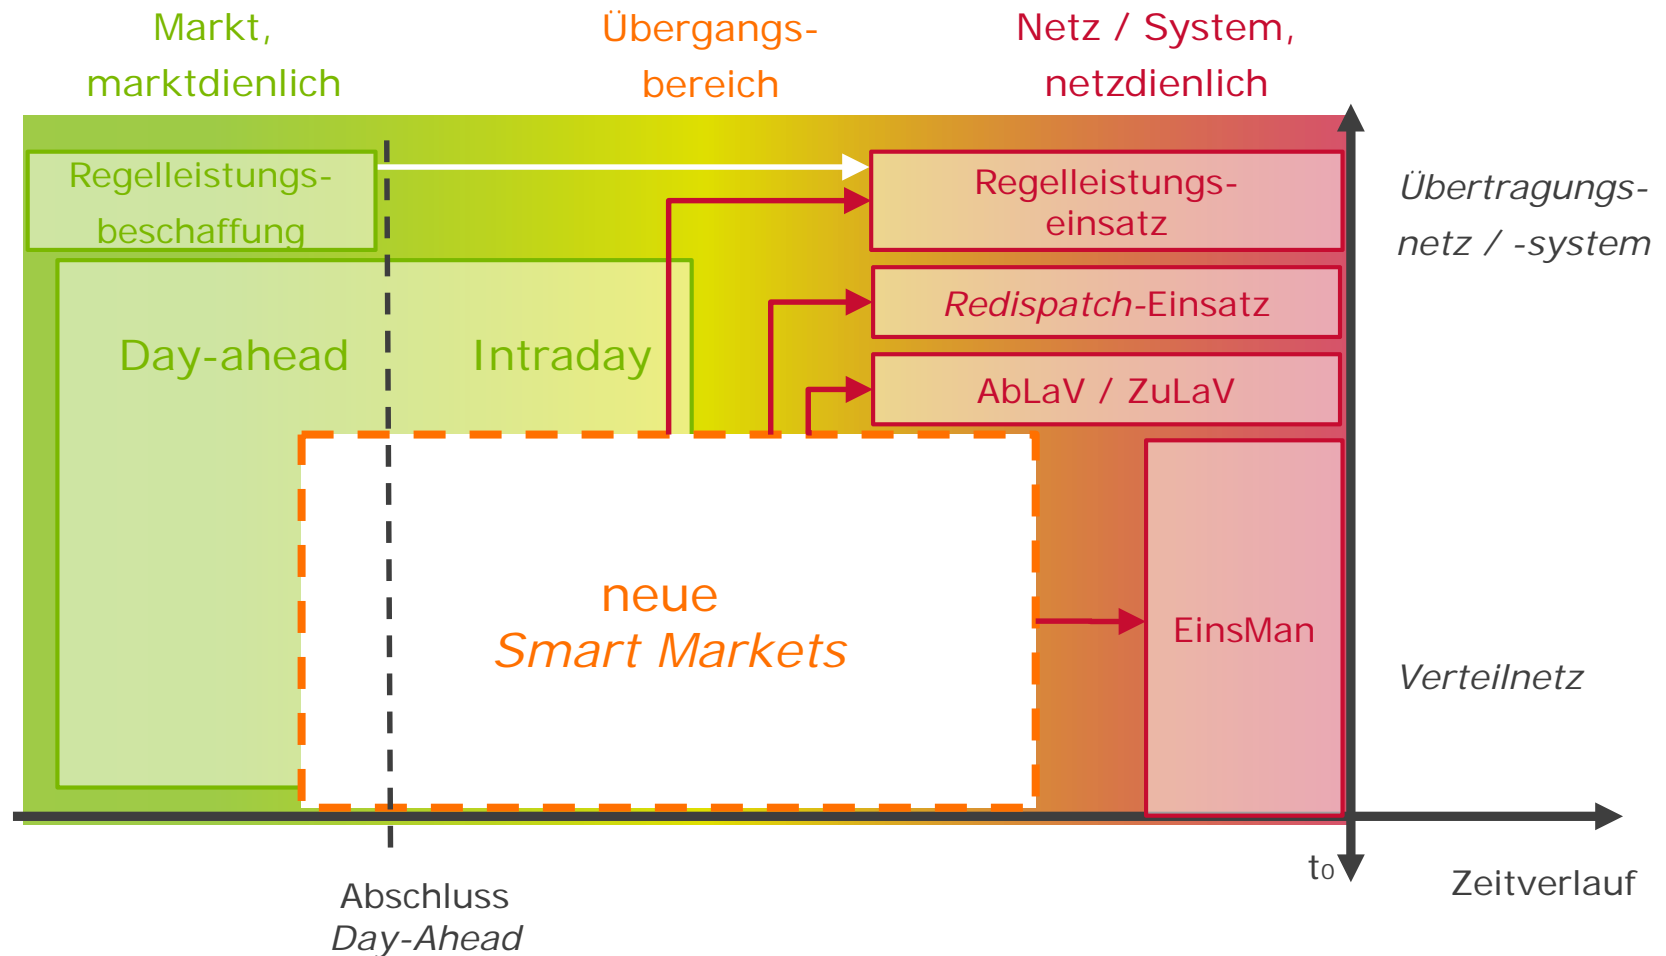 Markt,
marktdienlich
Übergangs-
bereich
Netz / System,
netzdienlich
Regelleistungs-
beschaffung
Regelleistungs-
einsatz
Übertragungs-
netz / -system
Redispatch-Einsatz
Day-ahead
Intraday
AbLaV / ZuLaV
neue
Smart Markets
EinsMan
Verteilnetz
t0
Zeitverlauf
Abschluss
Day-Ahead